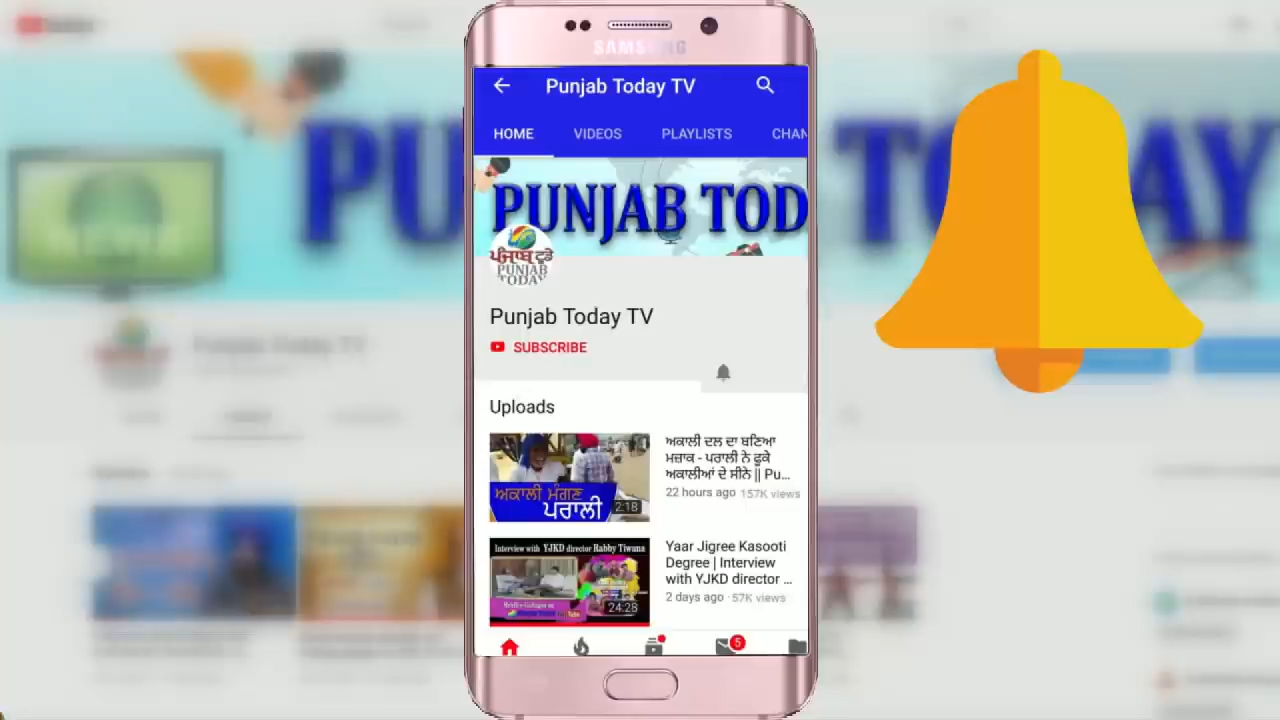 SAMSUNG
Punjab Today TV
HOME VIDEOS PLAYLISTS CHAN
PUNJAB TOD
ਪੰਜਾਬ ਟੂਡੇ
PUNJAB
TODAY
Punjab Today TV
SUBSCRIBE
Uploads
ਅਕਾਲੀ ਮੰਗਣ
ਪਰਾਲੀ
2:18
ਅਕਾਲੀ ਦਲ ਦਾ ਬਣਿਆ
ਮਜ਼ਾਕ - ਪਰਾਲੀ ਨੇ ਫੂਕੇ
ਅਕਾਲੀਆਂ ਦੇ ਸੀਨੇ || Pu...
22 hours ago 157K views
Interview with YJKD director Rabby Tiwana
24:28
Yaar Jigree Kasooti
Degree | Interview
with YJKD director ...
2 days ago · 57K views
5
PU
AY